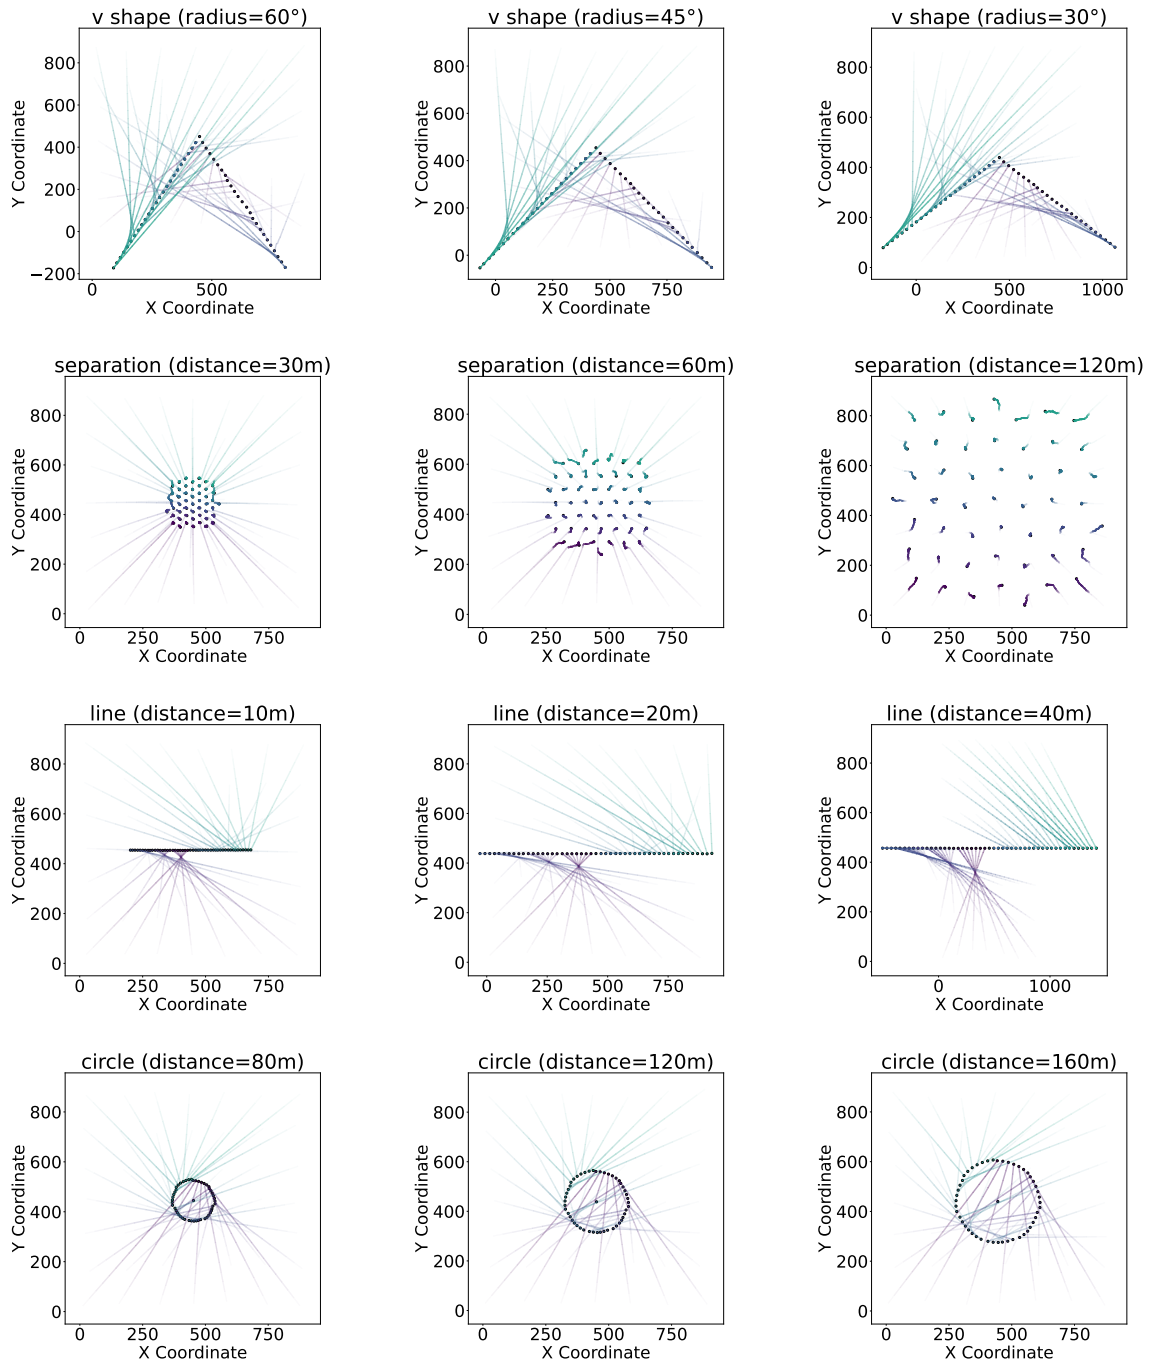 v shape (radius=60°)
v shape (radius=45°)
v shape (radius=30°)
Y Coordinate
800
600
400
200
0
−200
0
500
X Coordinate
Y Coordinate
800
600
400
200
0
0
250
500
750
X Coordinate
Y Coordinate
800
600
400
200
0
0
500
1000
X Coordinate
separation (distance=30m)
separation (distance=60m)
separation (distance=120m)
Y Coordinate
800
600
400
200
0
0
250
500
750
X Coordinate
Y Coordinate
800
600
400
200
0
0
250
500
750
X Coordinate
Y Coordinate
800
600
400
200
0
0
250
500
750
X Coordinate
line (distance=10m)
line (distance=20m)
line (distance=40m)
Y Coordinate
800
600
400
200
0
0
250
500
750
X Coordinate
Y Coordinate
800
600
400
200
0
0
250
500
750
X Coordinate
Y Coordinate
800
600
400
200
0
0
1000
X Coordinate
circle (distance=80m)
circle (distance=120m)
circle (distance=160m)
Y Coordinate
800
600
400
200
0
0
250
500
750
X Coordinate
Y Coordinate
800
600
400
200
0
0
250
500
750
X Coordinate
Y Coordinate
800
600
400
200
0
0
250
500
750
X Coordinate